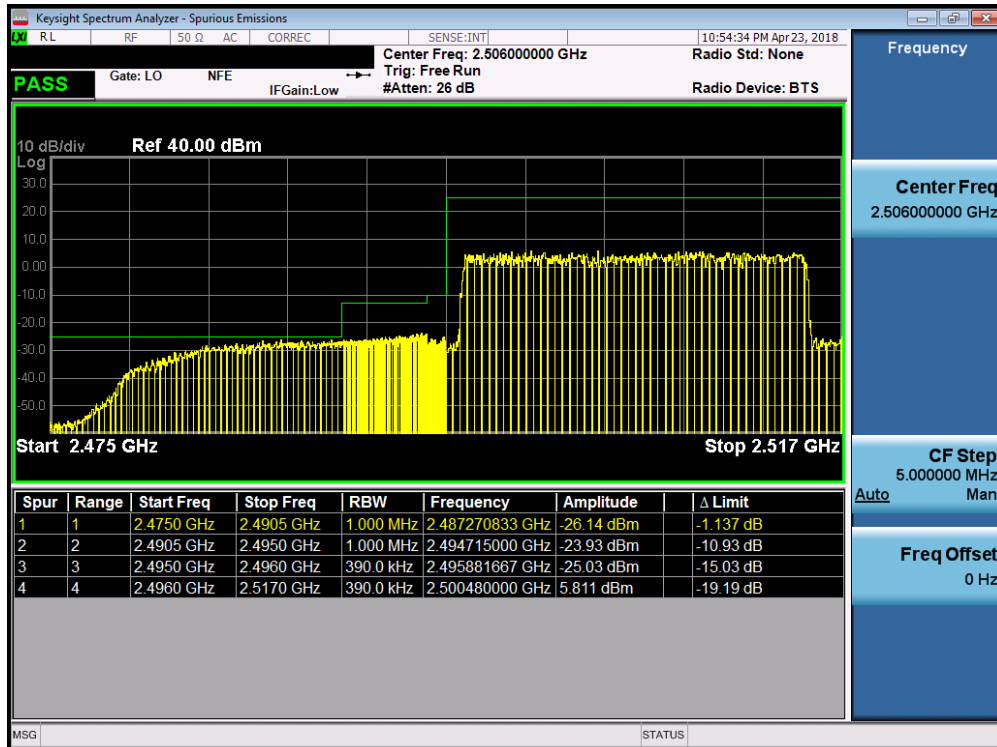 Keysight Spectrum Analyzer - Spurious Emissions
LXI RL RF 50 Ω AC CORREC SENSE:INT 10:54:34 PM Apr 23, 2018
Center Freq: 2.506000000 GHz Radio Std: None
PASS Gate: LO NFE Trig: Free Run
IFGain:Low #Atten: 26 dB Radio Device: BTS
Frequency
10 dB/div Ref 40.00 dBm
Log
30.0
20.0
10.0
0.00
-10.0
-20.0
-30.0
-40.0
-50.0
Start 2.475 GHz Stop 2.517 GHz
Spur Range Start Freq Stop Freq RBW Frequency Amplitude Δ Limit
1 1 2.4750 GHz 2.4905 GHz 1.000 MHz 2.487270833 GHz -26.14 dBm -1.137 dB
2 2 2.4905 GHz 2.4950 GHz 1.000 MHz 2.494715000 GHz -23.93 dBm -10.93 dB
3 3 2.4950 GHz 2.4960 GHz 390.0 kHz 2.495881667 GHz -25.03 dBm -15.03 dB
4 4 2.4960 GHz 2.5170 GHz 390.0 kHz 2.500480000 GHz 5.811 dBm -19.19 dB
Center Freq
2.506000000 GHz
CF Step
5.000000 MHz
Auto Man
Freq Offset
0 Hz
MSG STATUS